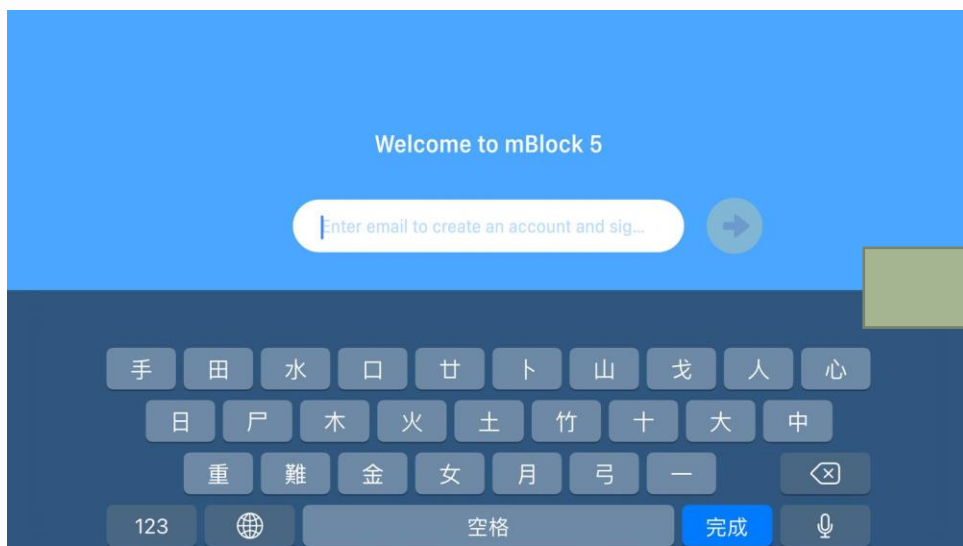 Welcome to mBlock 5
Enter email to create an account and sig...
手 田 水 口 廿 卜 山 戈 人 心
日 尸 木 火 土 竹 十 大 中
重 難 金 女 月 弓 一
123 空格 完成